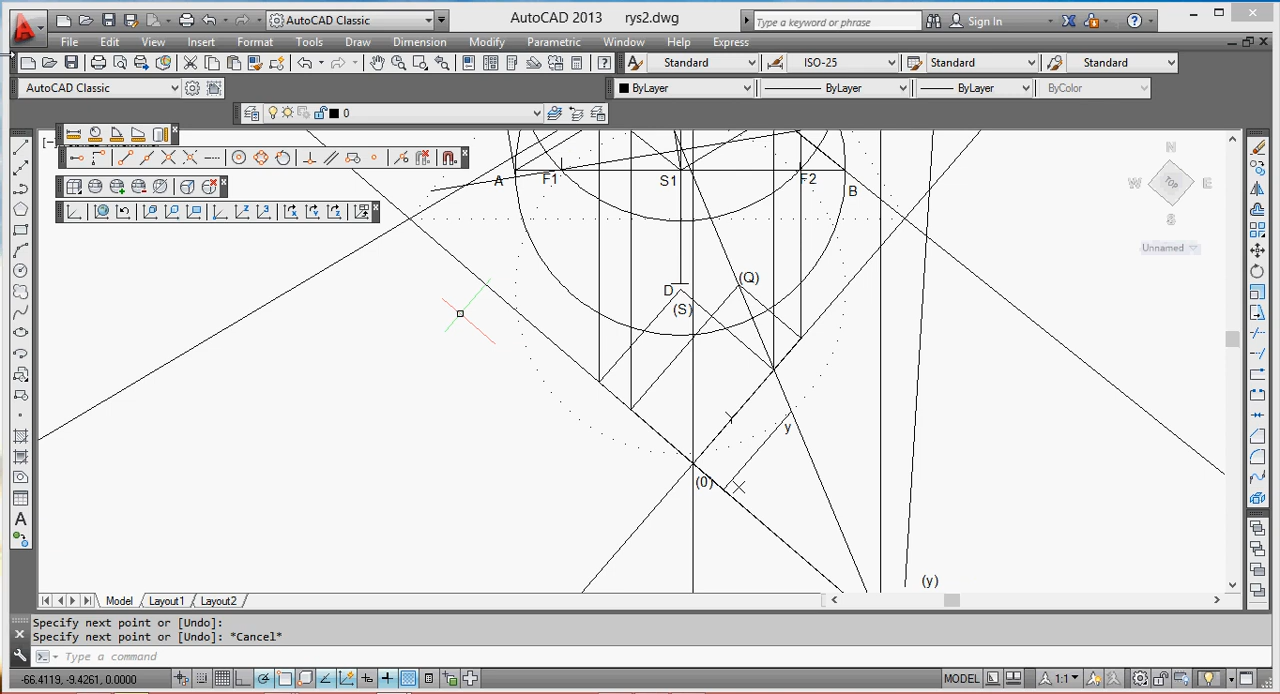 AutoCAD Classic
AutoCAD 2013 rys2.dwg
Type a keyword or phrase
Sign In
File Edit View Insert Format Tools Draw Dimension Modify Parametric Window Help Express
Standard ISO-25 Standard Standard
AutoCAD Classic ByLayer ByLayer ByLayer ByColor
0
[−]
N
W TOP E
S
Unnamed
A F1 S1 F2 B
D (Q)
(S)
y
(0)
(y)
Model Layout1 Layout2
Specify next point or [Undo]:
Specify next point or [Undo]: *Cancel*
Type a command
-66.4119, -9.4261, 0.0000 MODEL 1:1